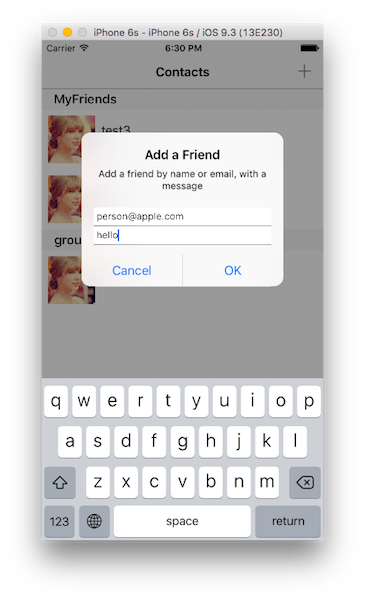 iPhone 6s - iPhone 6s / iOS 9.3 (13E230)
Carrier 6:30 PM
Contacts
MyFriends
test3
Add a Friend
Add a friend by name or email, with a
message
person@apple.com
hello
grou
Cancel OK
q w e r t y u i o p
a s d f g h j k l
z x c v b n m
123 space return